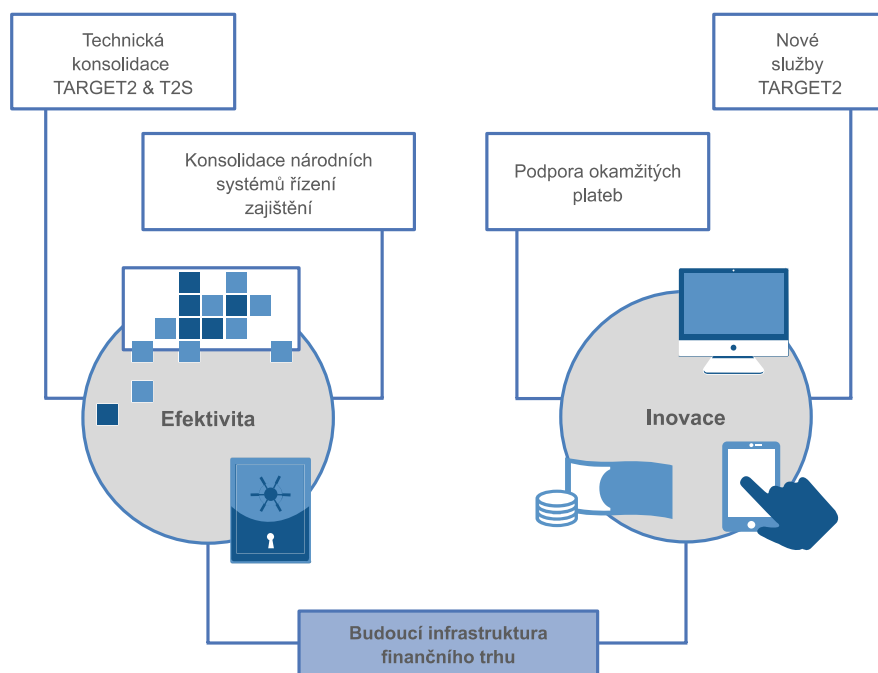 Technická
konsolidace
TARGET2 & T2S
Nové
služby
TARGET2
Konsolidace národních
systémů řízení
zajištění
Podpora okamžitých
plateb
Efektivita
Inovace
Budoucí infrastruktura
finančního trhu